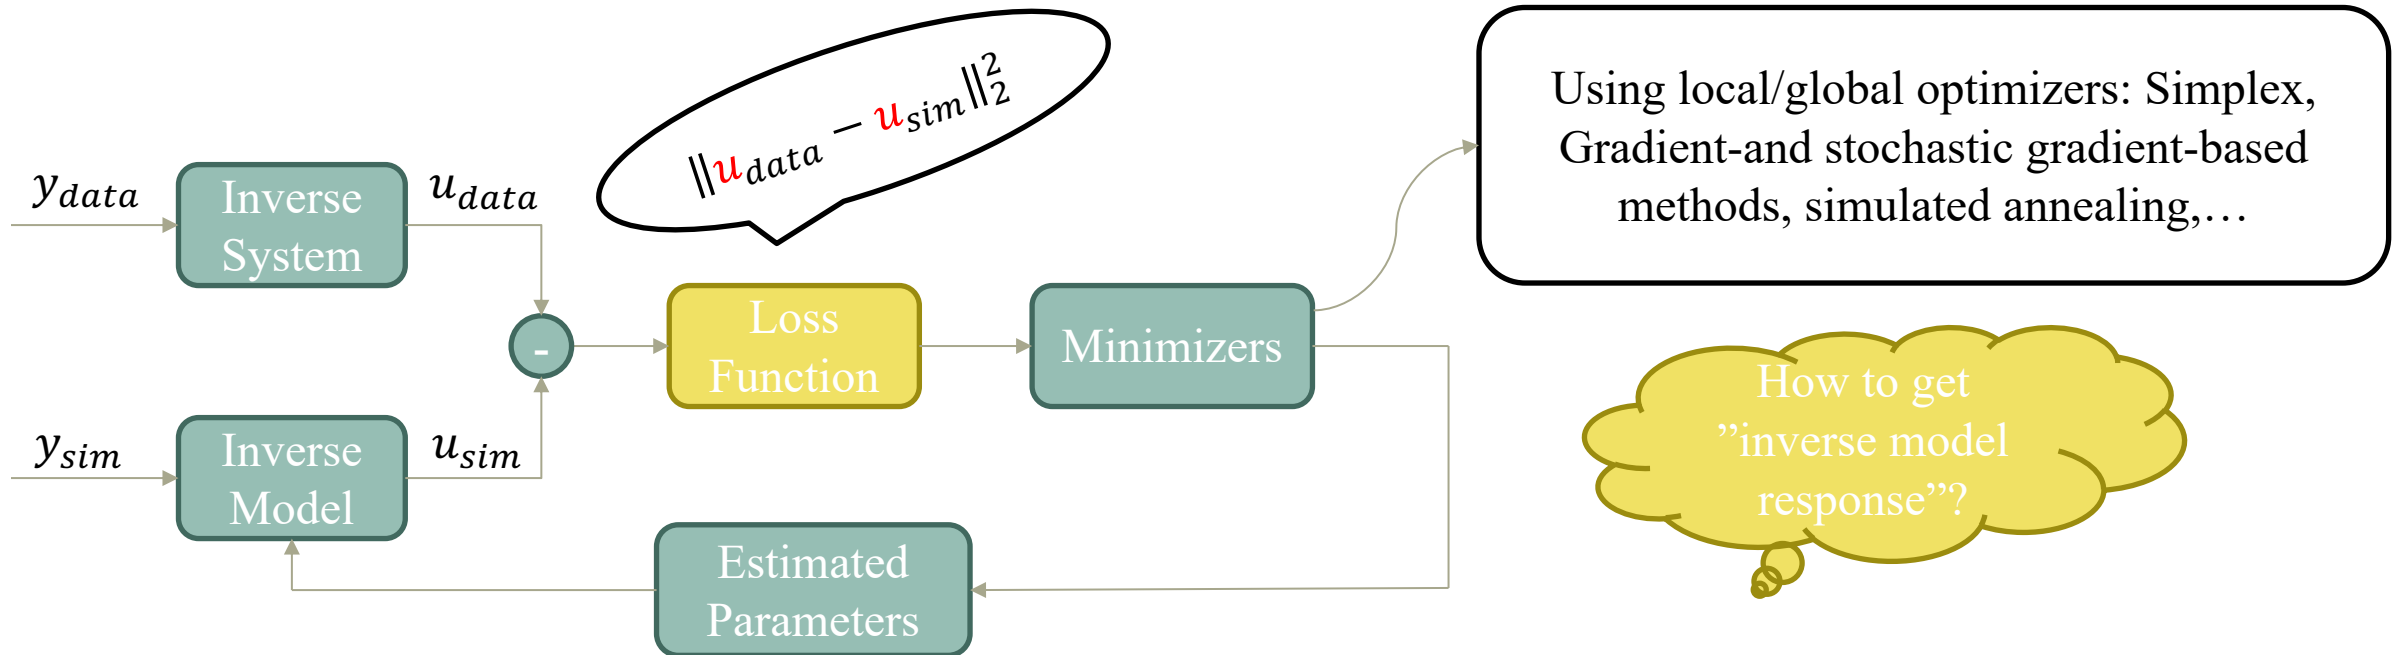 ‖u_data − u_sim‖₂²
Using local/global optimizers: Simplex,
Gradient-and stochastic gradient-based
methods, simulated annealing,…
y_data
Inverse
System
u_data
Loss
Function
-
Minimizers
How to get
”inverse model
response”?
y_sim
Inverse
Model
u_sim
Estimated
Parameters